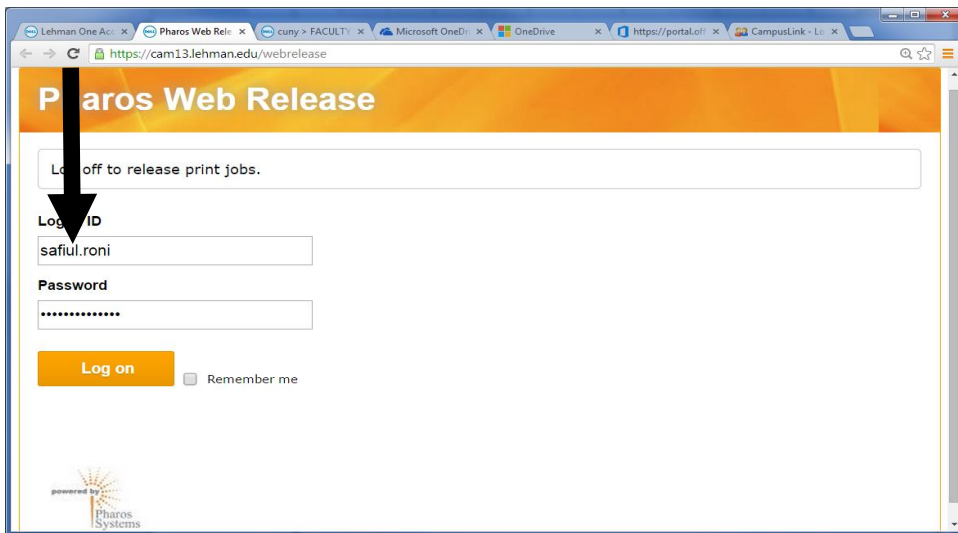 Lehman One Acc
Pharos Web Rele
cuny > FACULTY
Microsoft OneDri
OneDrive
https://portal.off
CampusLink - Lo
https://cam13.lehman.edu/webrelease
P aros Web Release
Lo off to release print jobs.
Log ID
safiul.roni
Password
••••••••••••••
Log on
Remember me
powered by
Pharos
Systems